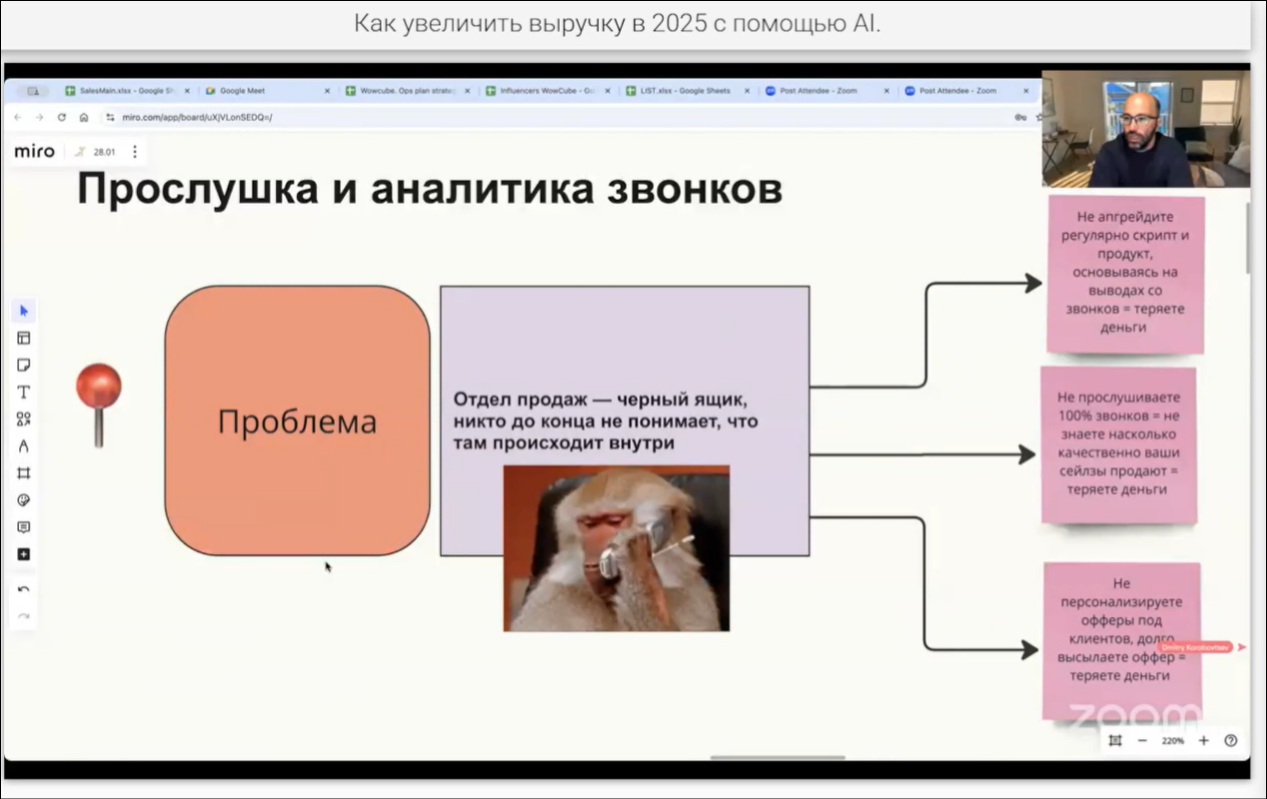 Как увеличить выручку в 2025 с помощью AI.
SalesMain.xlsx - Google Sh
Google Meet
Wowcube. Ops plan strate
Influencers WowCube - Go
LIST.xlsx - Google Sheets
Post Attendee - Zoom
Post Attendee - Zoom
miro.com/app/board/uXjVLonSEDQ=/
miro
28.01
Прослушка и аналитика звонков
Проблема
Отдел продаж — черный ящик,
никто до конца не понимает, что
там происходит внутри
Не апгрейдите
регулярно скрипт и
продукт,
основываясь на
выводах со
звонков = теряете
деньги
Не прослушиваете
100% звонков = не
знаете насколько
качественно ваши
сейлзы продают =
теряете деньги
Не
персонализируете
офферы под
клиентов, долго
высылаете оффер =
теряете деньги
Dmitry Korobovtsev
zoom
220%